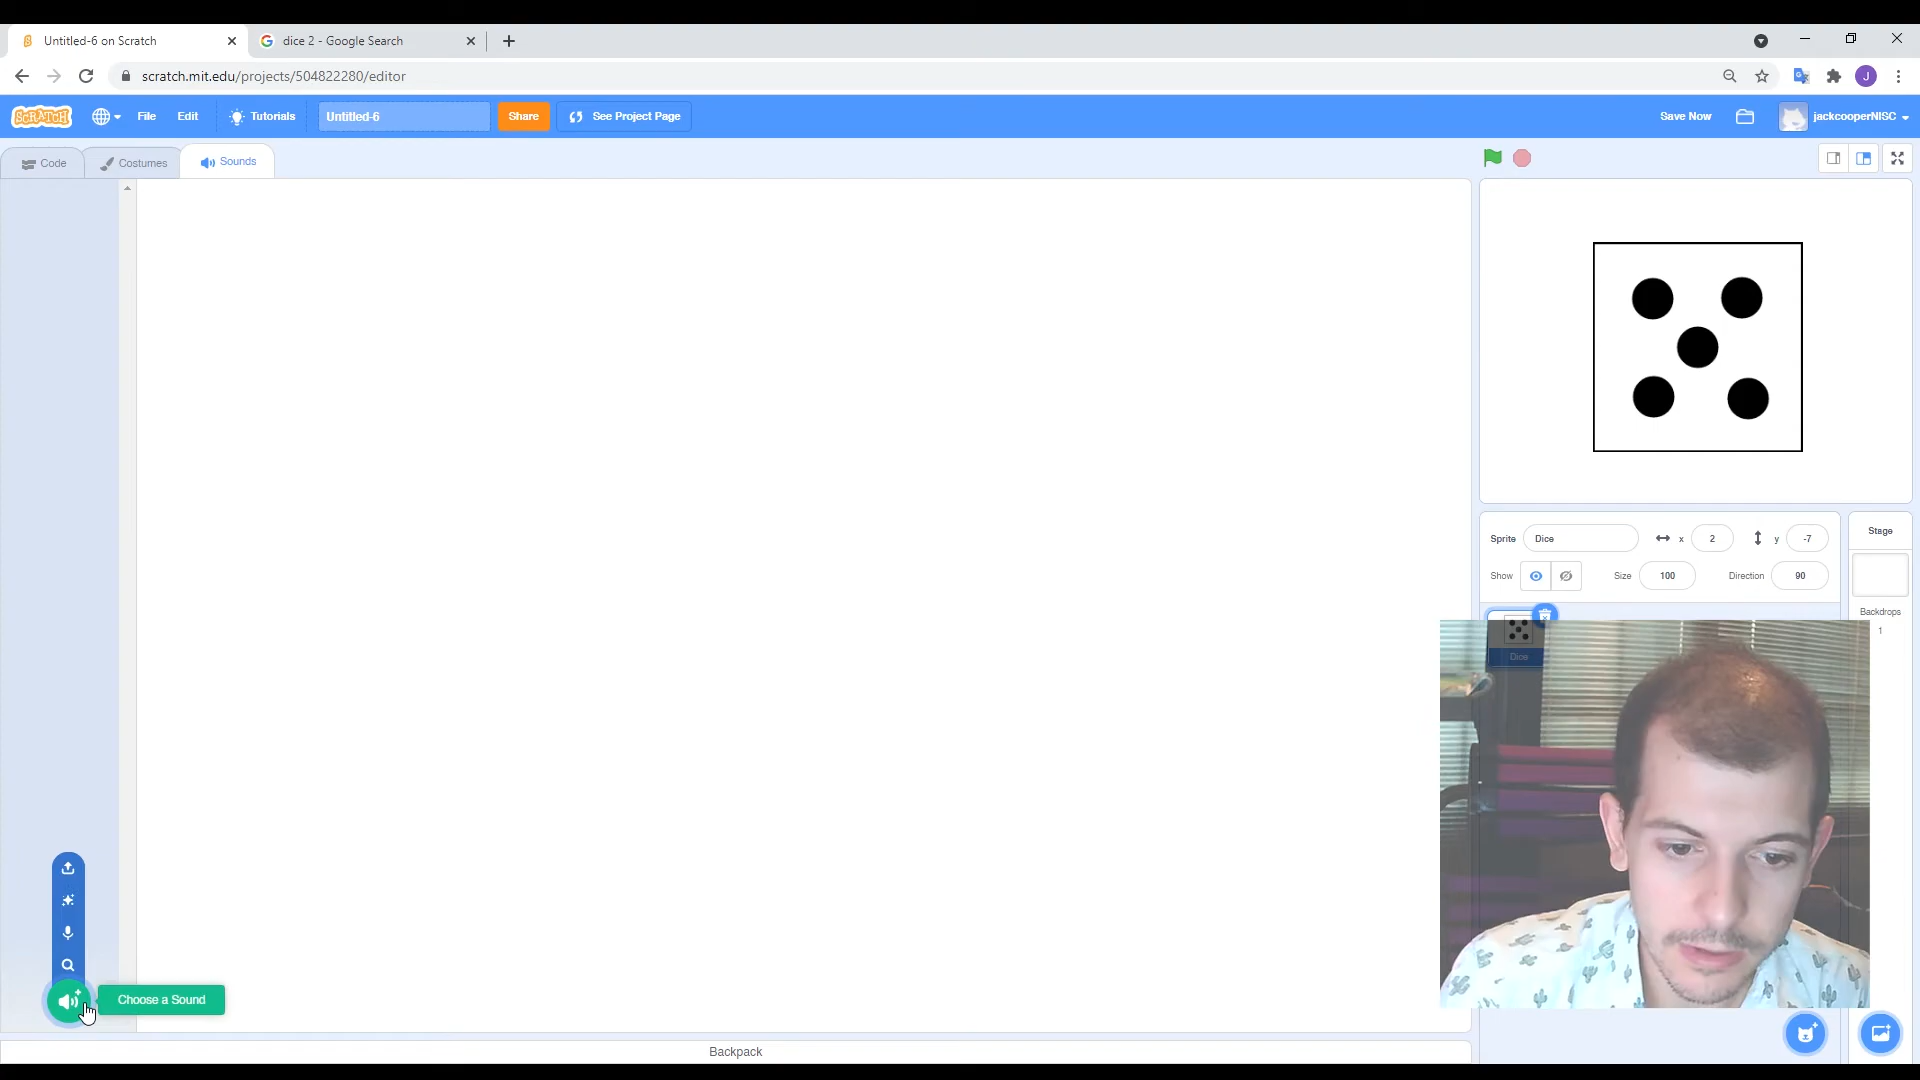 Untitled-6 on Scratch
dice 2 - Google Search
scratch.mit.edu/projects/504822280/editor
J
SCRATCH
File
Edit
Tutorials
Untitled-6
Share
See Project Page
Save Now
jackcooperNISC
Code
Costumes
Sounds
Sprite
Dice
x
2
y
-7
Show
Size
100
Direction
90
Stage
Backdrops
1
Dice
Choose a Sound
Backpack